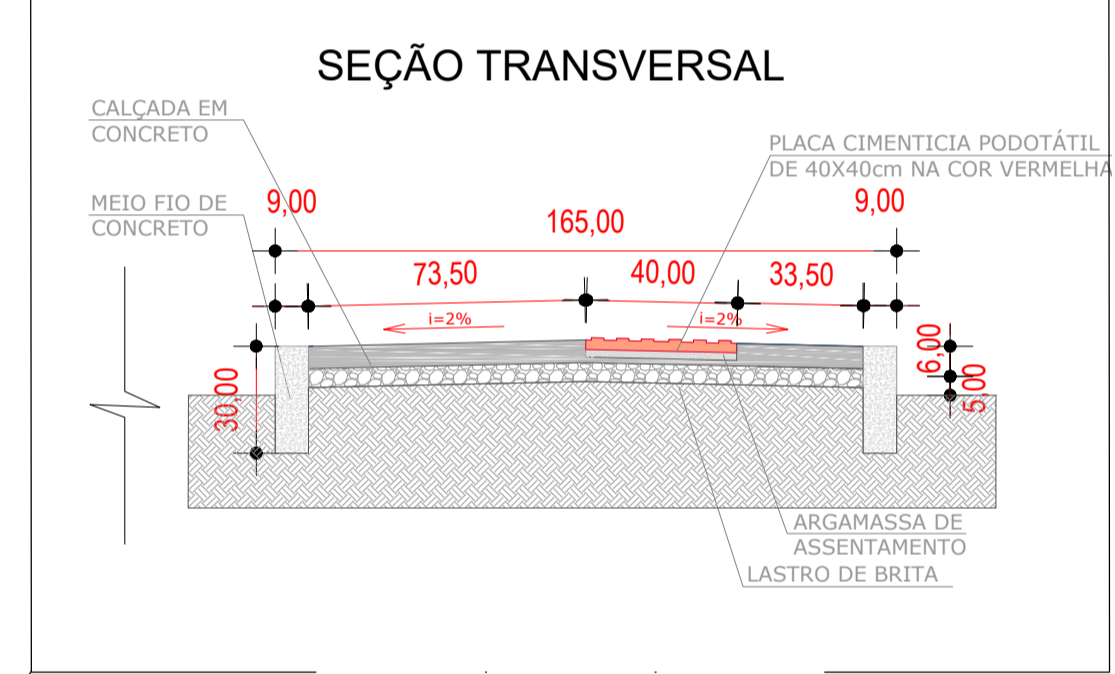 SEÇÃO TRANSVERSAL
CALÇADA EM
CONCRETO
PLACA CIMENTICIA PODOTÁTIL
DE 40X40cm NA COR VERMELHA
MEIO FIO DE
CONCRETO
9,00
165,00
9,00
73,50
40,00
33,50
i=2%
i=2%
30,00
6,00
5,00
ARGAMASSA DE
ASSENTAMENTO
LASTRO DE BRITA